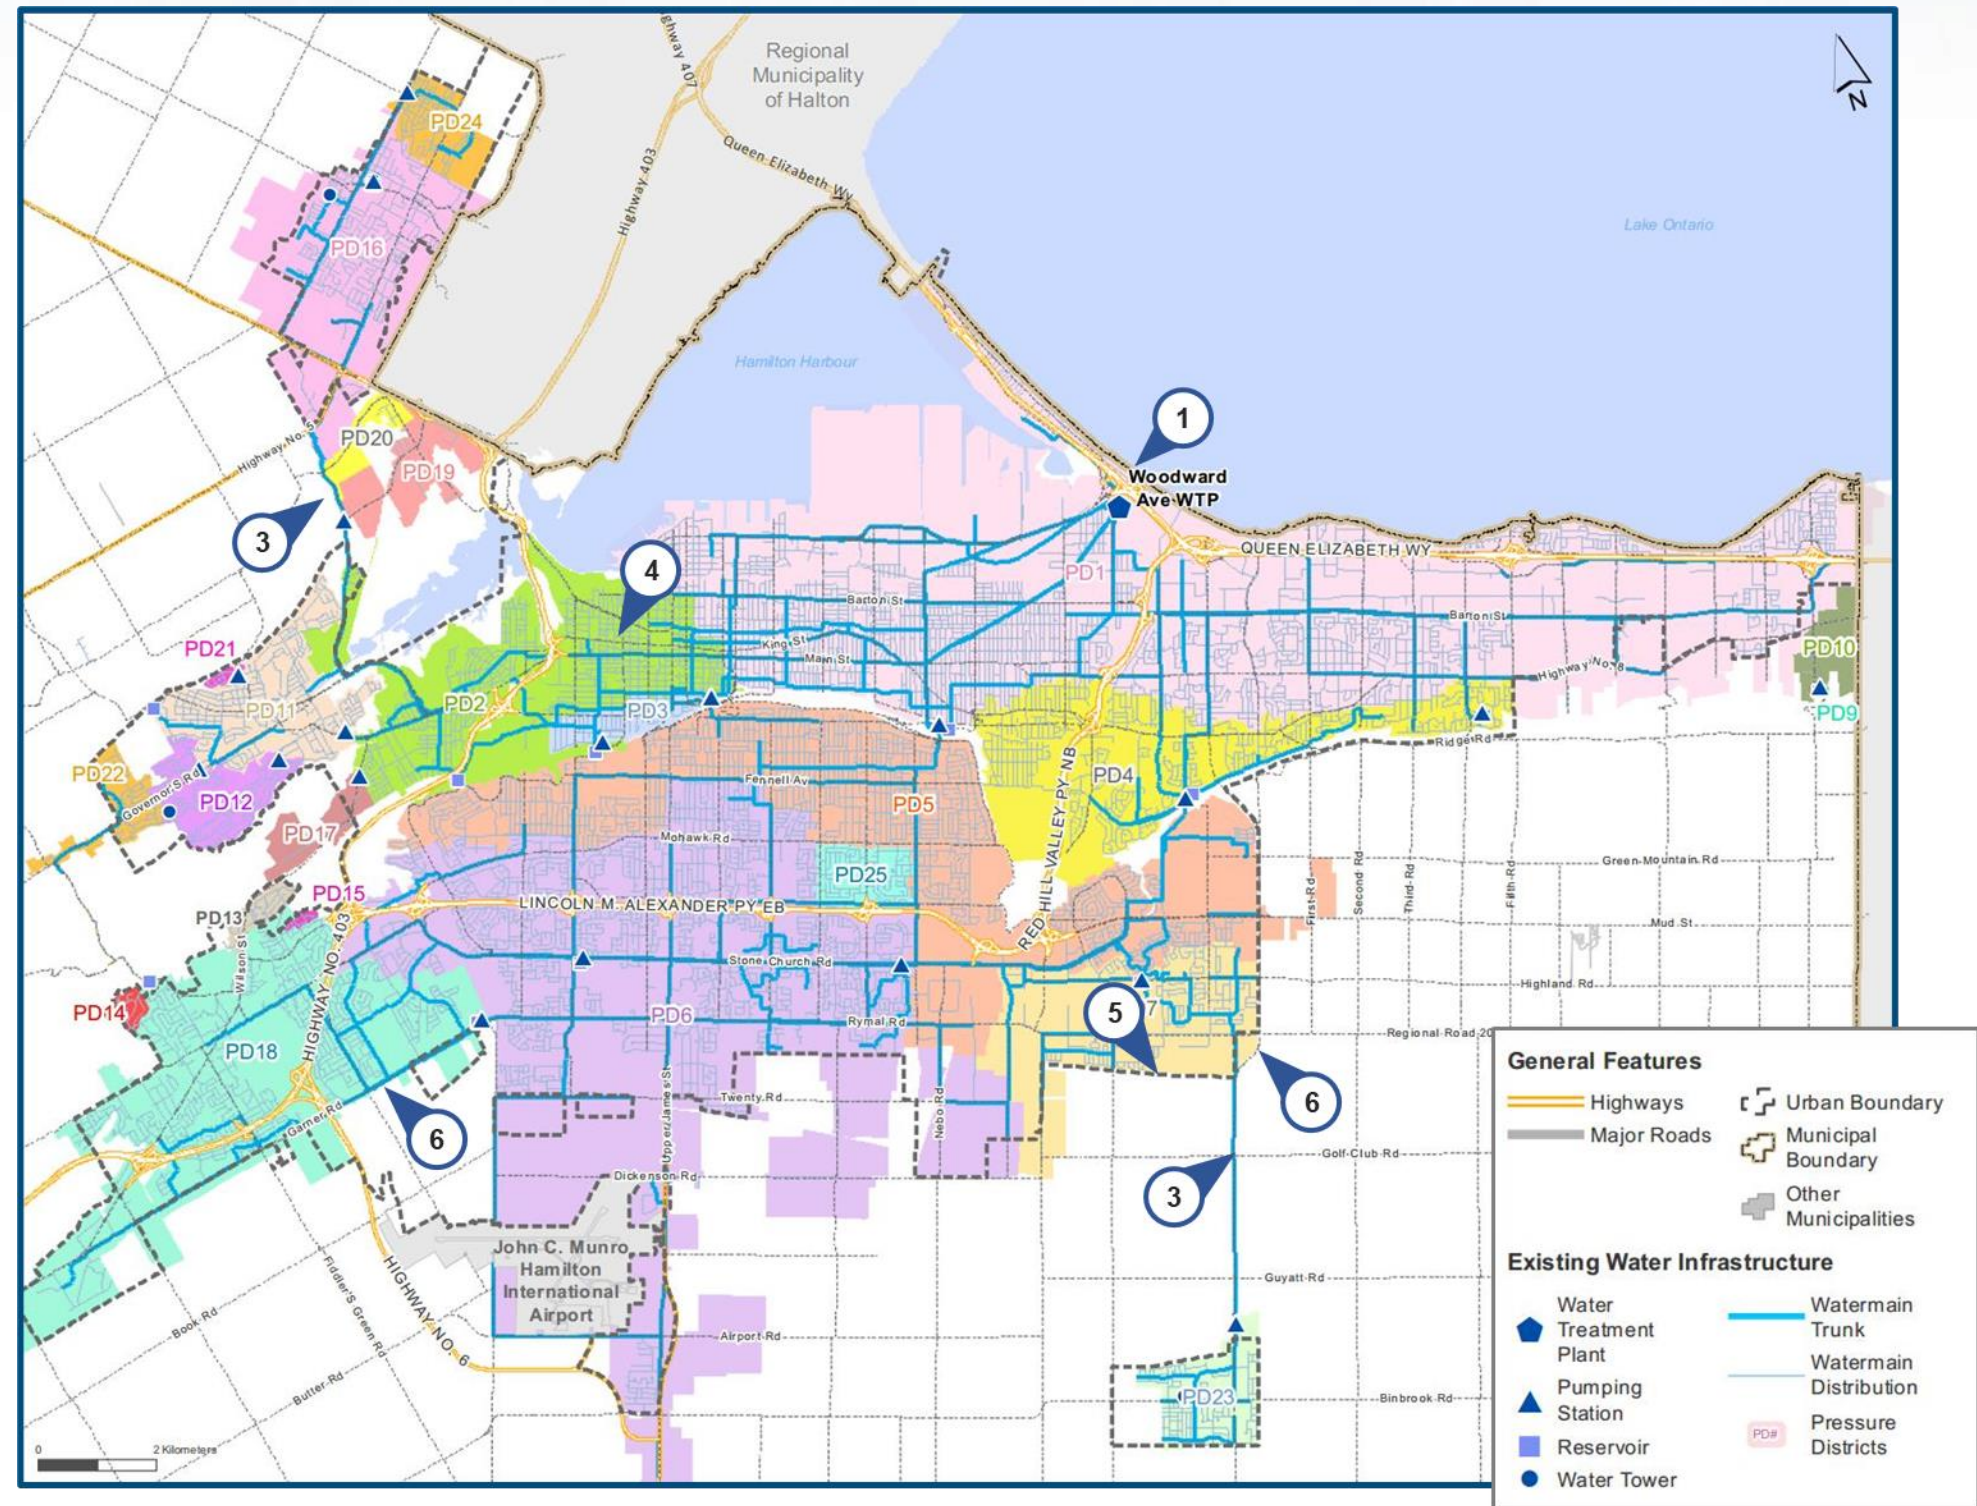 Regional
Municipality
of Halton
Highway 407
Queen Elizabeth Wy
Highway 403
N
PD24
PD16
Lake Ontario
Hamilton Harbour
1
Woodward
Ave WTP
Highway No. 5
PD20
PD19
3
4
QUEEN ELIZABETH WY
PD1
Barton St
Barton St
King St
Main St
Highway No. 8
PD21
PD11
PD2
PD3
PD10
PD9
Ridge Rd
PD22
Governor'S Rd
PD12
PD4
Fennell Av
PD5
PD17
Mohawk Rd
RED HILL VALLEY PY NB
PD25
Green Mountain Rd
First Rd
Second Rd
Third Rd
Fifth Rd
PD15
PD13
LINCOLN M. ALEXANDER PY EB
Mud St
Wilson St
HIGHWAY NO. 403
Stone Church Rd
Highland Rd
PD14
PD6
5
7
Rymal Rd
Regional Road 20
PD18
6
6
Garner Rd
Twenty Rd
Nebo Rd
Upper James St
Golf Club Rd
Dickenson Rd
3
John C. Munro
Hamilton
International
Airport
Guyatt Rd
Fiddler'S Green Rd
HIGHWAY NO. 6
Book Rd
Airport Rd
Butter Rd
PD23
Binbrook Rd
0
2 Kilometers
General Features
Highways
Major Roads
Urban Boundary
Municipal
Boundary
Other
Municipalities
Existing Water Infrastructure
Water
Treatment
Plant
Pumping
Station
Reservoir
Water Tower
Watermain
Trunk
Watermain
Distribution
PD#
Pressure
Districts